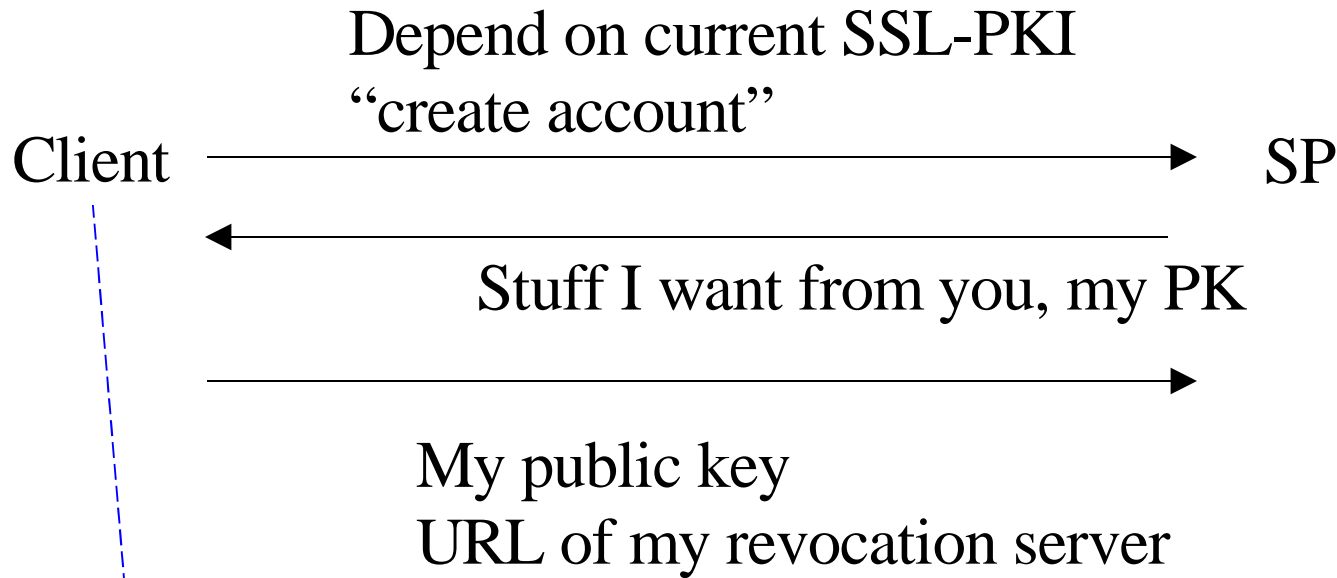 Depend on current SSL-PKI
“create account”
Client
SP
Stuff I want from you, my PK
My public key
URL of my revocation server